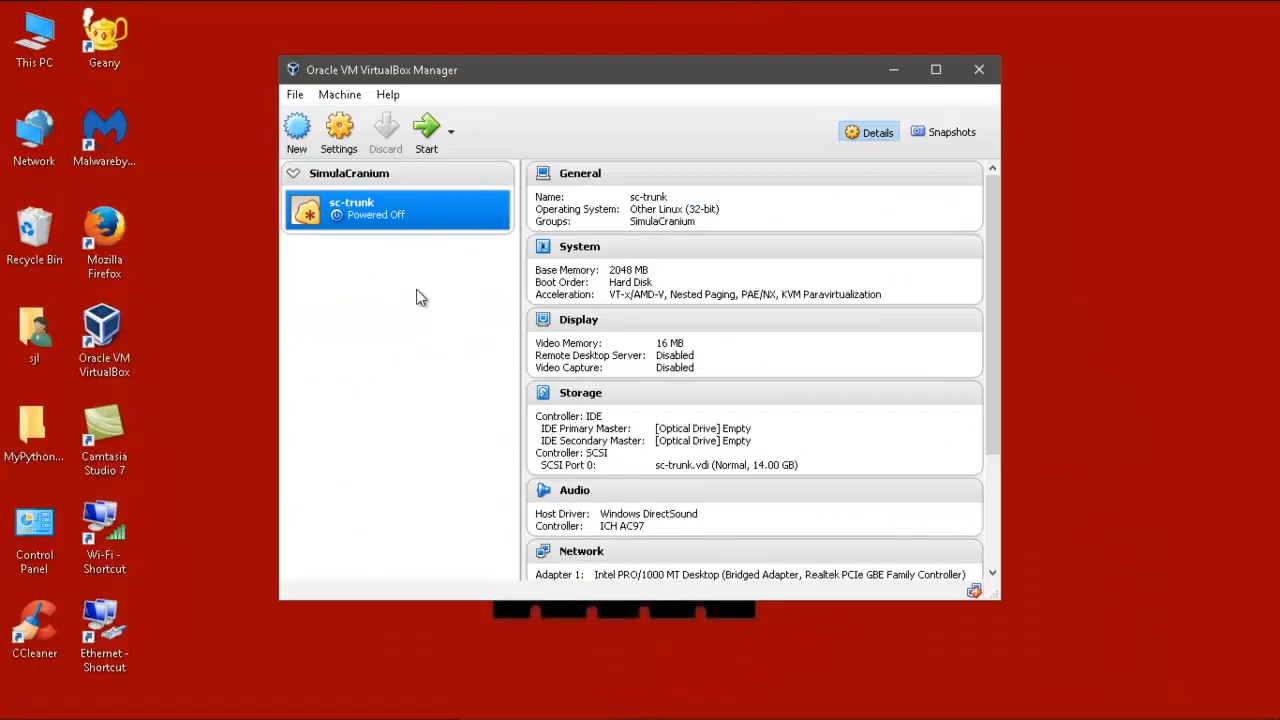 This PC
Geany
Network
Malwareby...
Recycle Bin
Mozilla
Firefox
sjl
Oracle VM
VirtualBox
MyPython...
Camtasia
Studio 7
Control
Panel
Wi-Fi -
Shortcut
CCleaner
Ethernet -
Shortcut
Oracle VM VirtualBox Manager
File Machine Help
New Settings Discard Start
Details Snapshots
SimulaCranium
sc-trunk
Powered Off
General
Name: sc-trunk
Operating System: Other Linux (32-bit)
Groups: SimulaCranium
System
Base Memory: 2048 MB
Boot Order: Hard Disk
Acceleration: VT-x/AMD-V, Nested Paging, PAE/NX, KVM Paravirtualization
Display
Video Memory: 16 MB
Remote Desktop Server: Disabled
Video Capture: Disabled
Storage
Controller: IDE
IDE Primary Master: [Optical Drive] Empty
IDE Secondary Master: [Optical Drive] Empty
Controller: SCSI
SCSI Port 0: sc-trunk.vdi (Normal, 14.00 GB)
Audio
Host Driver: Windows DirectSound
Controller: ICH AC97
Network
Adapter 1: Intel PRO/1000 MT Desktop (Bridged Adapter, Realtek PCIe GBE Family Controller)